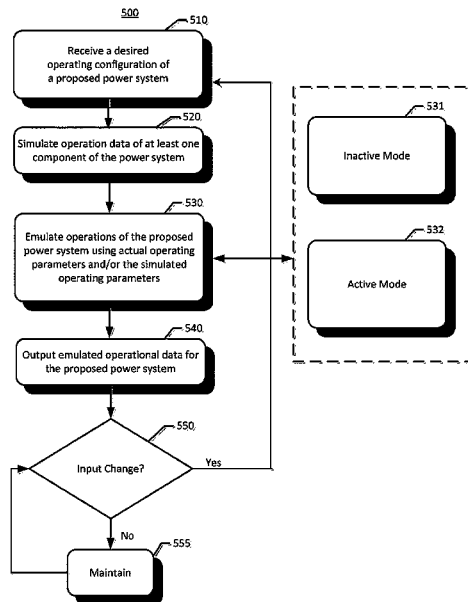 500
510
Receive a desired
operating configuration of
a proposed power system
520
Simulate operation data of at least one
component of the power system
530
Emulate operations of the proposed
power system using actual operating
parameters and/or the simulated
operating parameters
540
Output emulated operational data for
the proposed power system
550
Input Change?
Yes
No
555
Maintain
531
Inactive Mode
532
Active Mode